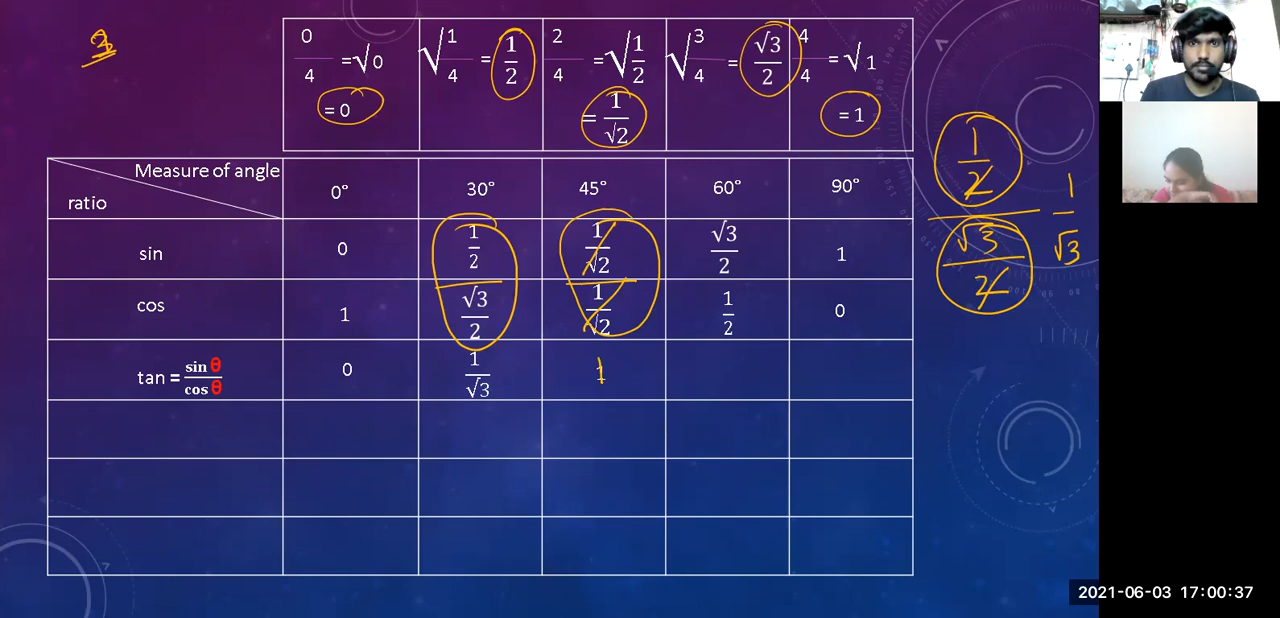 3
0/4 =√0 = 0
√1/4 = 1/2
2/4 =√1/2 = 1/√2
√3/4 = √3/2
4/4 = √1 = 1
Measure of angle
ratio
0° 30° 45° 60° 90°
sin 0 1/2 1/√2 √3/2 1
cos 1 √3/2 1/√2 1/2 0
tan = sin θ/cos θ 0 1/√3 1
1/2
√3/2
1/√3
2021-06-03 17:00:37